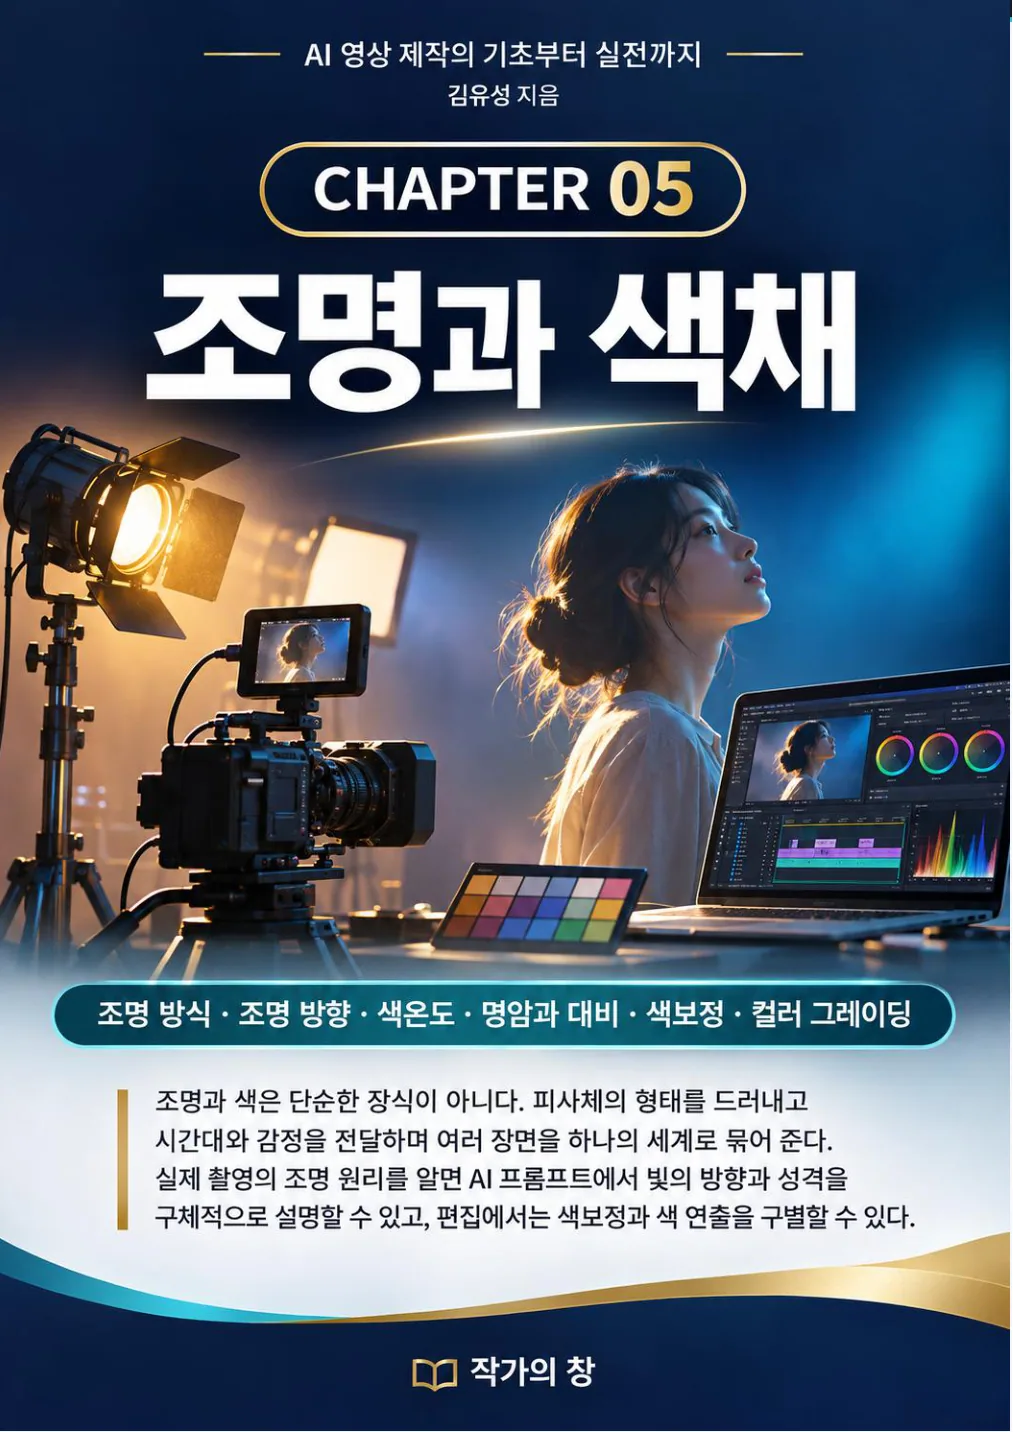 AI 영상 제작의 기초부터 실전까지
김유성 지음
CHAPTER 05
조명과 색채
조명 방식 · 조명 방향 · 색온도 · 명암과 대비 · 색보정 · 컬러 그레이딩
조명과 색은 단순한 장식이 아니다. 피사체의 형태를 드러내고
시간대와 감정을 전달하며 여러 장면을 하나의 세계로 묶어 준다.
실제 촬영의 조명 원리를 알면 AI 프롬프트에서 빛의 방향과 성격을
구체적으로 설명할 수 있고, 편집에서는 색보정과 색 연출을 구별할 수 있다.
작가의 창